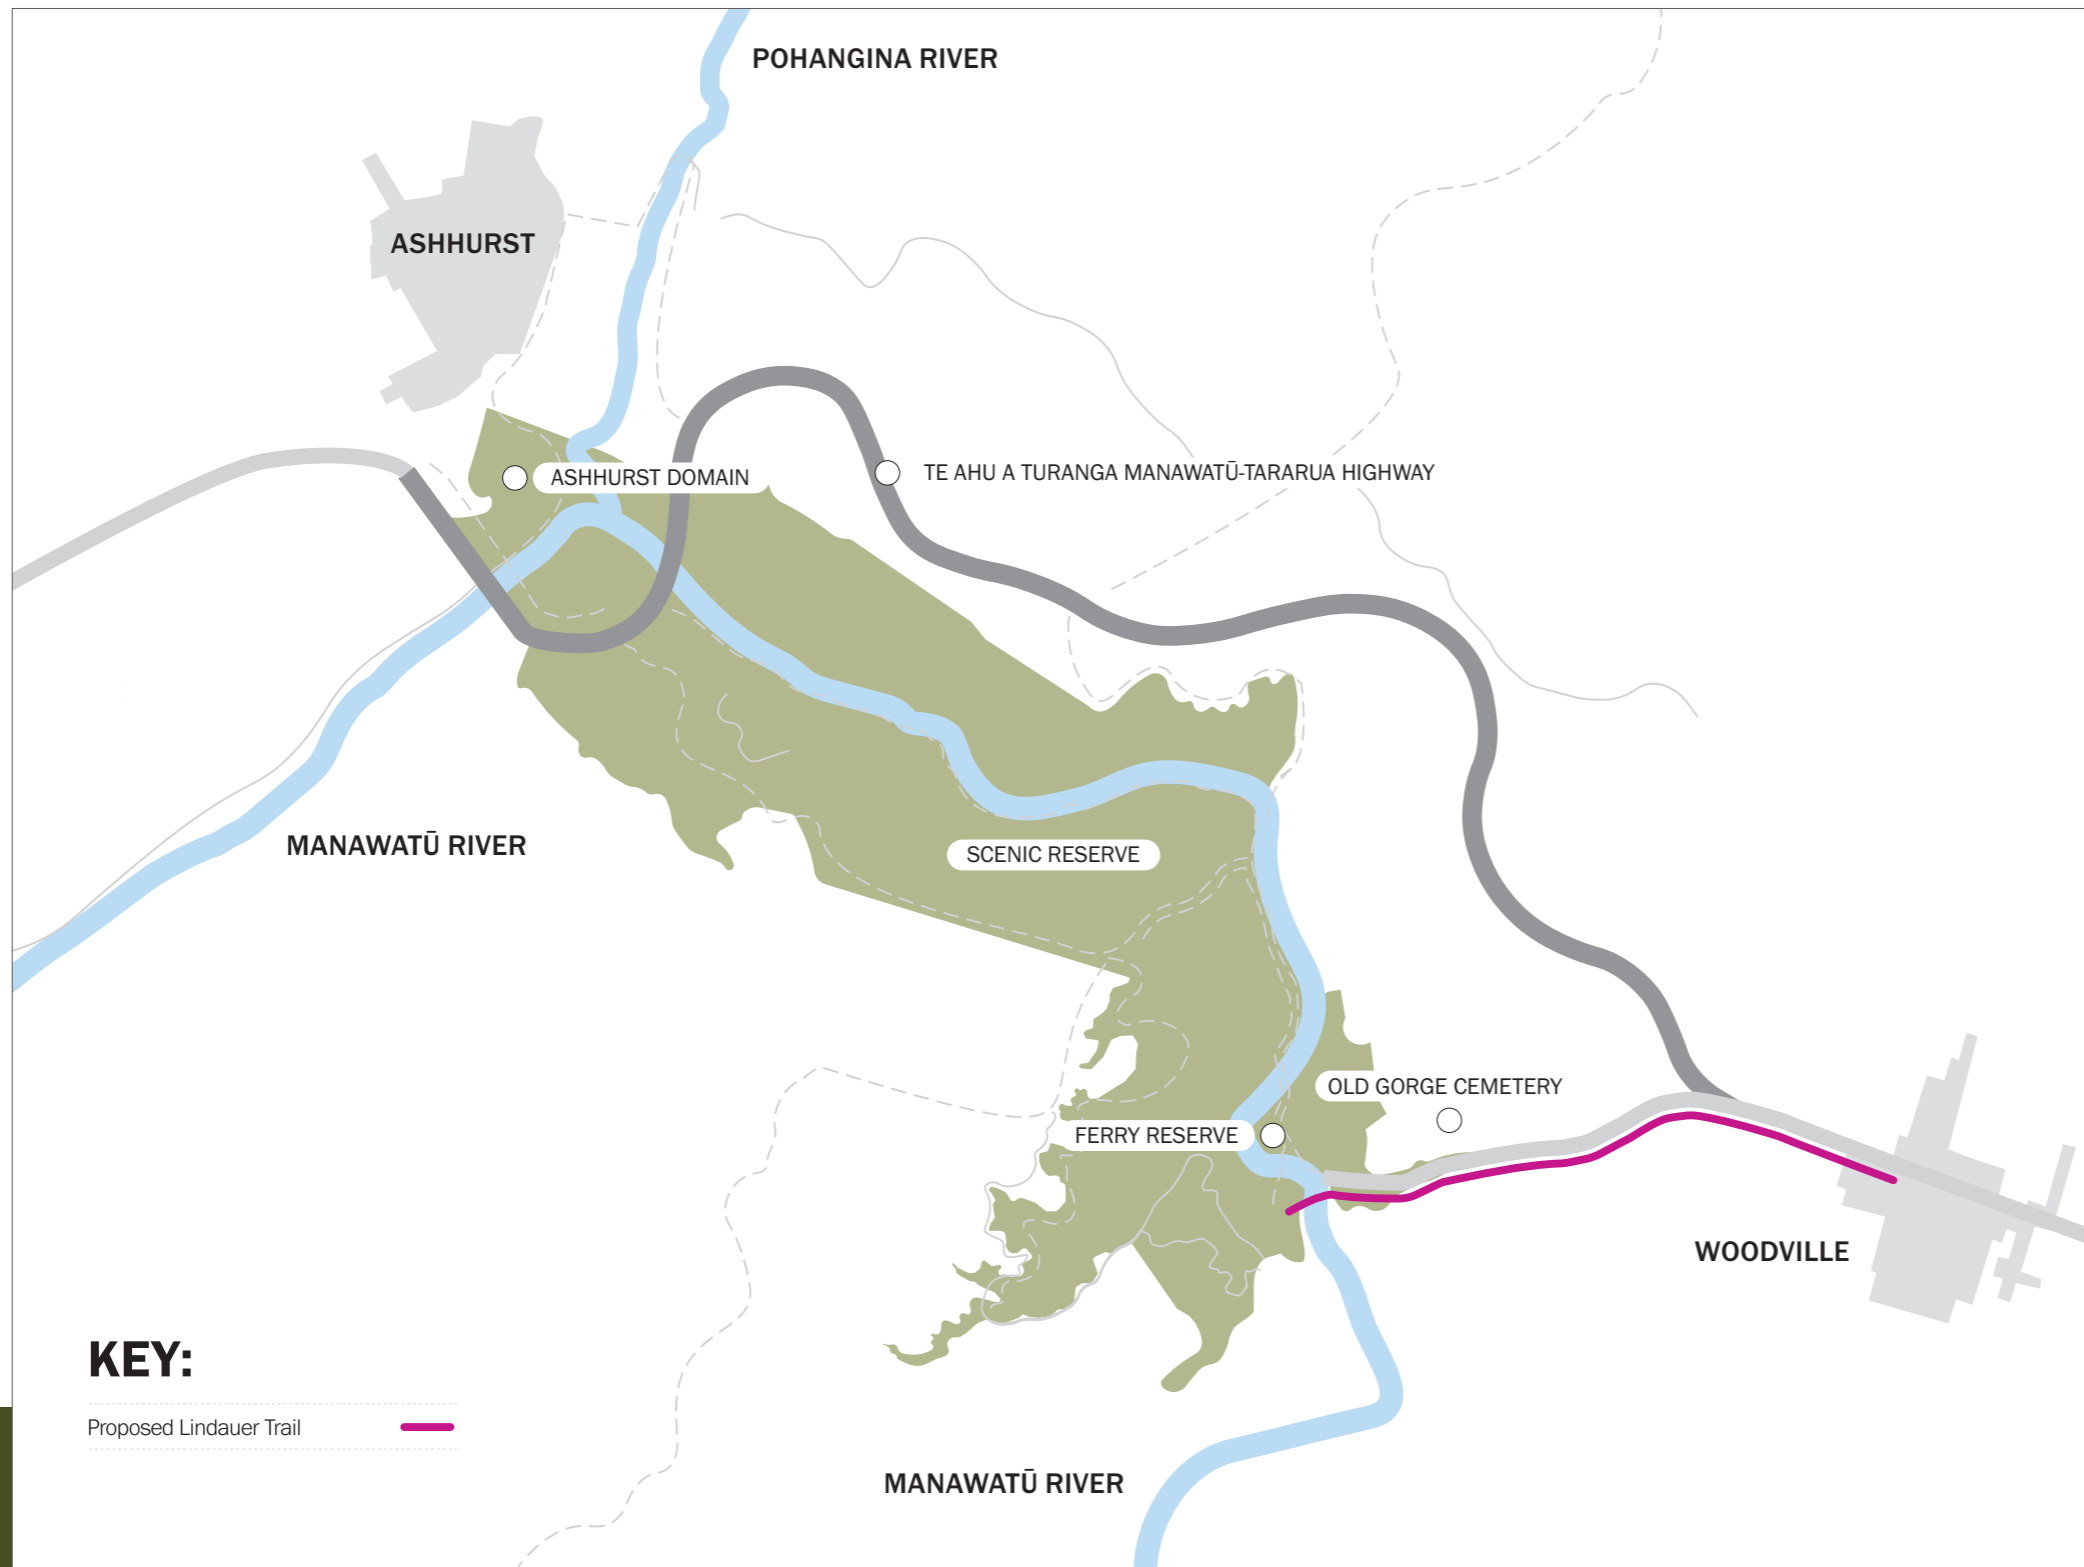 POHANGINA RIVER
ASHHURST
ASHHURST DOMAIN
TE AHU A TURANGA MANAWATŪ-TARARUA HIGHWAY
MANAWATŪ RIVER
SCENIC RESERVE
OLD GORGE CEMETERY
FERRY RESERVE
WOODVILLE
KEY:
Proposed Lindauer Trail
MANAWATŪ RIVER